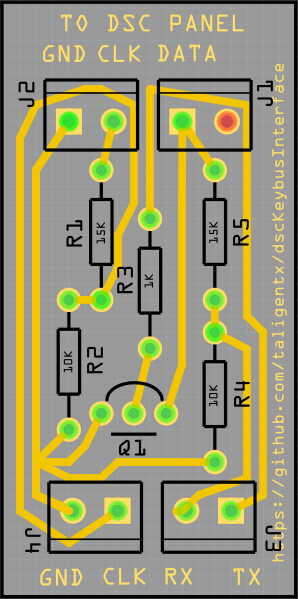 TO DSC PANEL
GND CLK DATA
J2
J1
R1
15K
R3
1K
15K
R5
R2
10K
10K
R4
Q1
J4
J3
GND CLK RX TX
https://github.com/taligentx/dscKeybusInterface